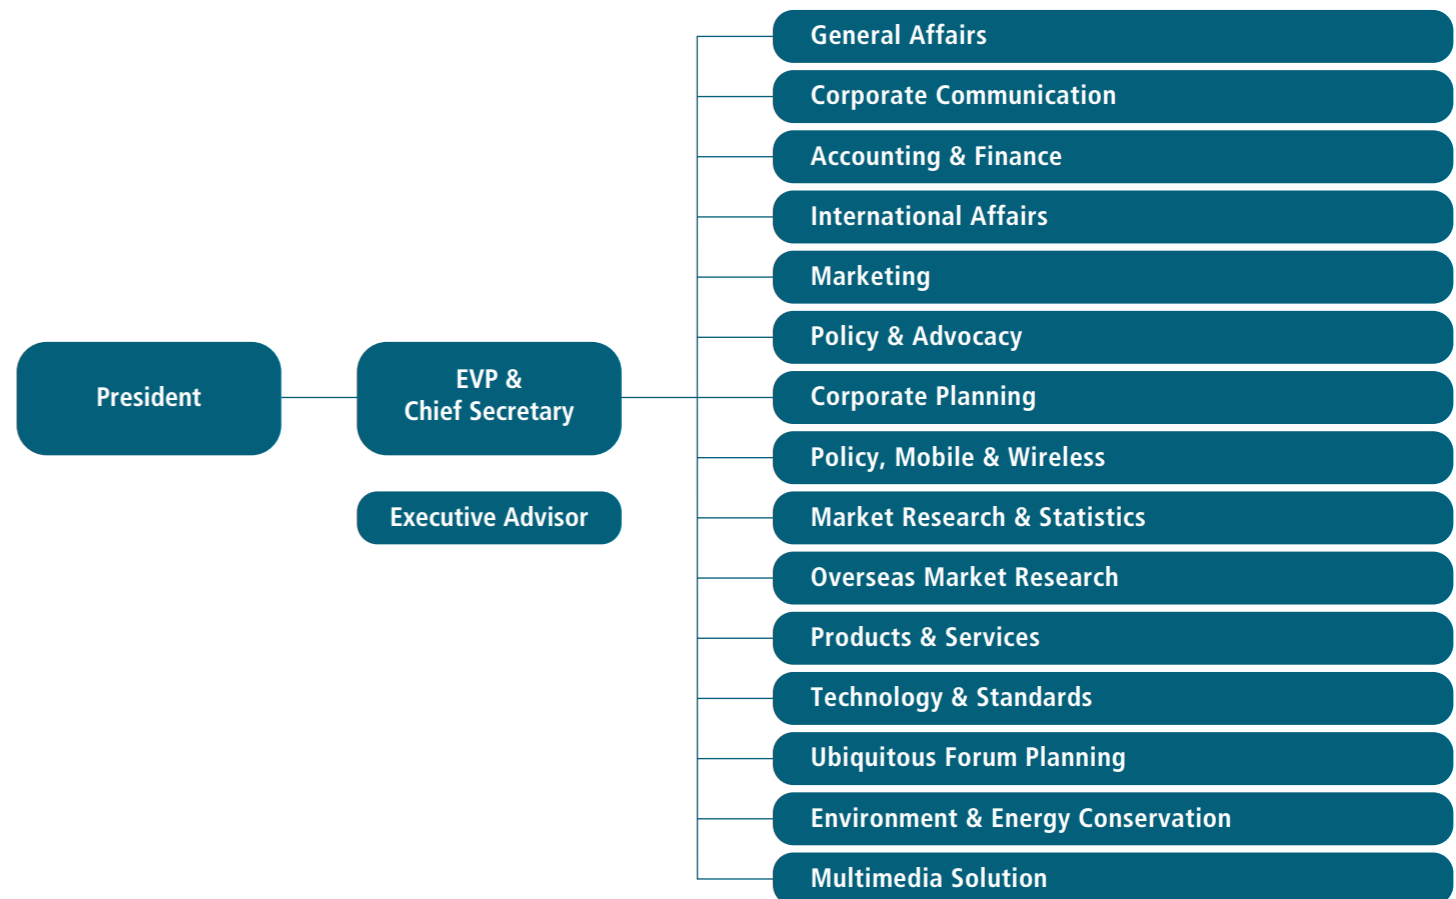 President
EVP &
Chief Secretary
Executive Advisor
General Affairs
Corporate Communication
Accounting & Finance
International Affairs
Marketing
Policy & Advocacy
Corporate Planning
Policy, Mobile & Wireless
Market Research & Statistics
Overseas Market Research
Products & Services
Technology & Standards
Ubiquitous Forum Planning
Environment & Energy Conservation
Multimedia Solution